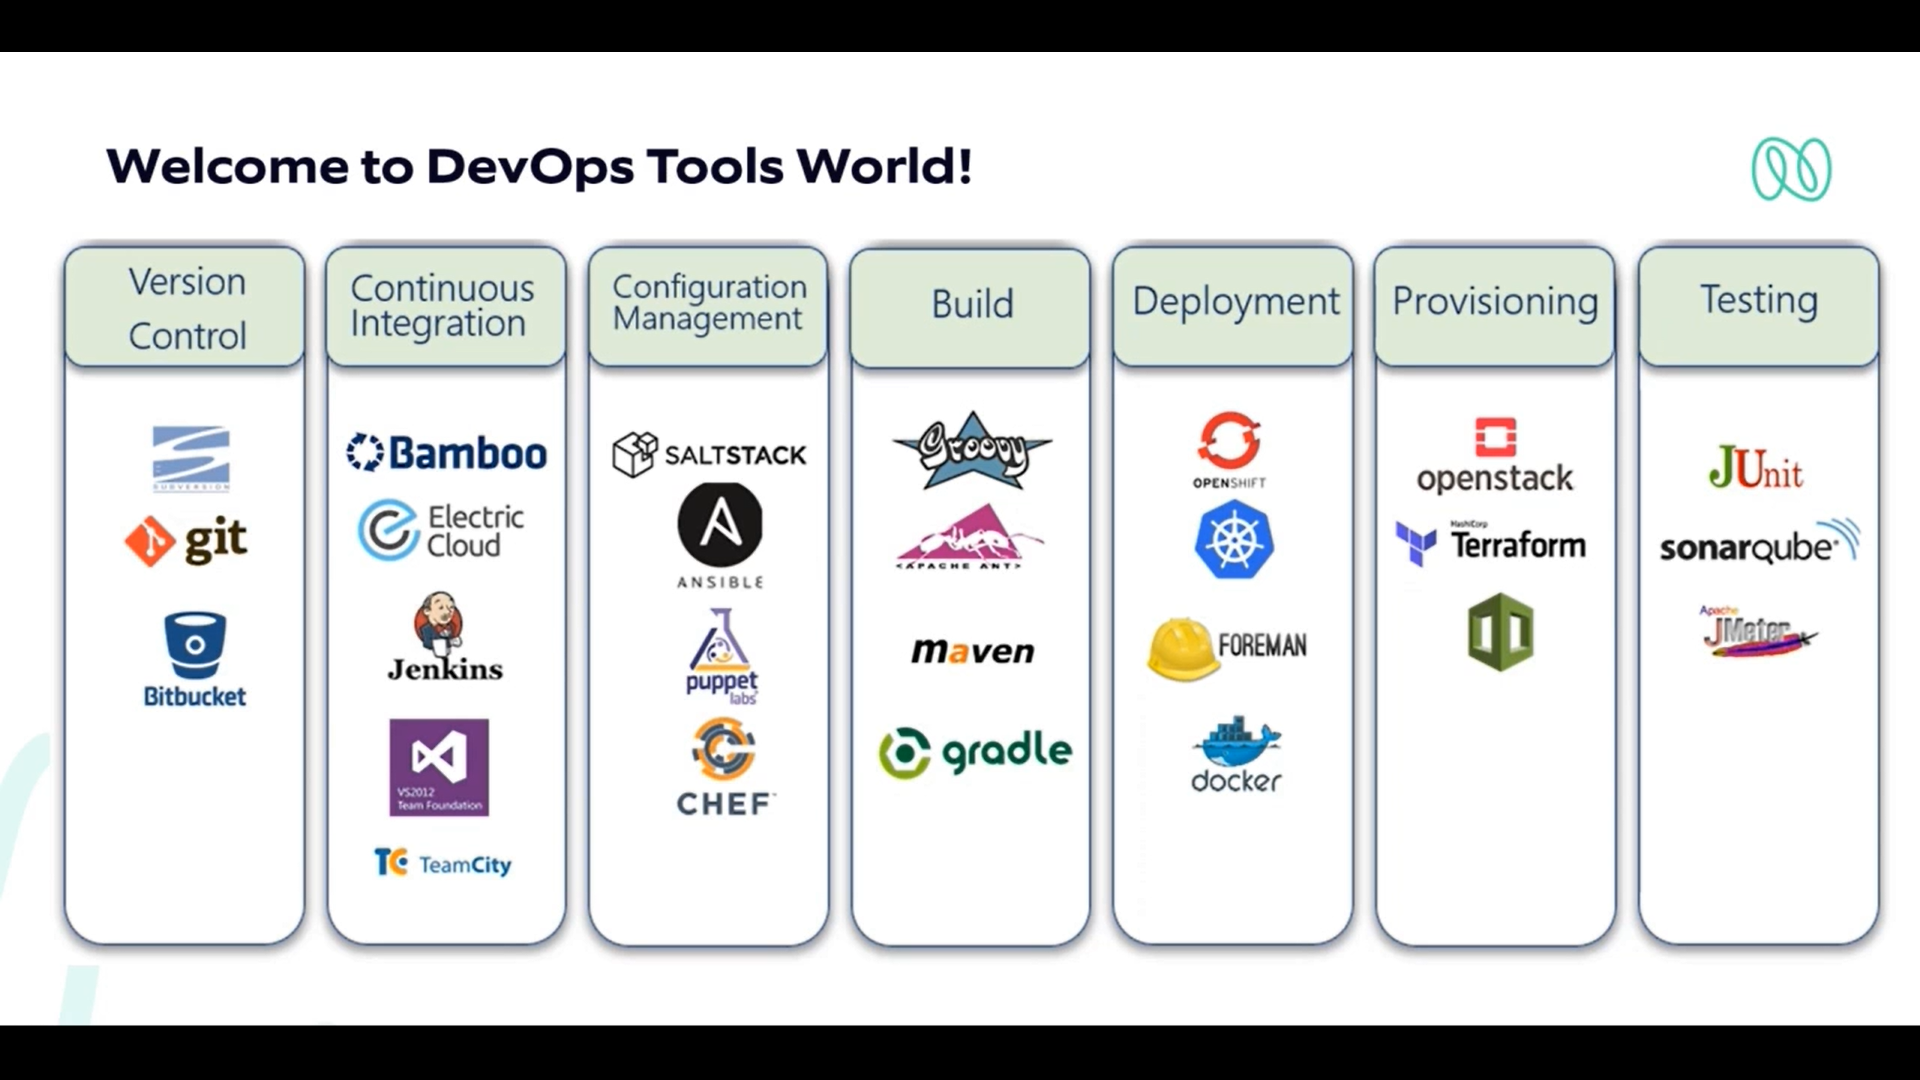 Welcome to DevOps Tools World!
Version
Control
SUBVERSION
git
Bitbucket
Continuous
Integration
Bamboo
Electric
Cloud
Jenkins
VS2012
Team Foundation
TeamCity
Configuration
Management
SALTSTACK
ANSIBLE
puppet
labs
CHEF
Build
Groovy
<APACHE ANT>
maven
gradle
Deployment
OPENSHIFT
FOREMAN
docker
Provisioning
openstack
HashiCorp
Terraform
Testing
JUnit
sonarqube
Apache
JMeter